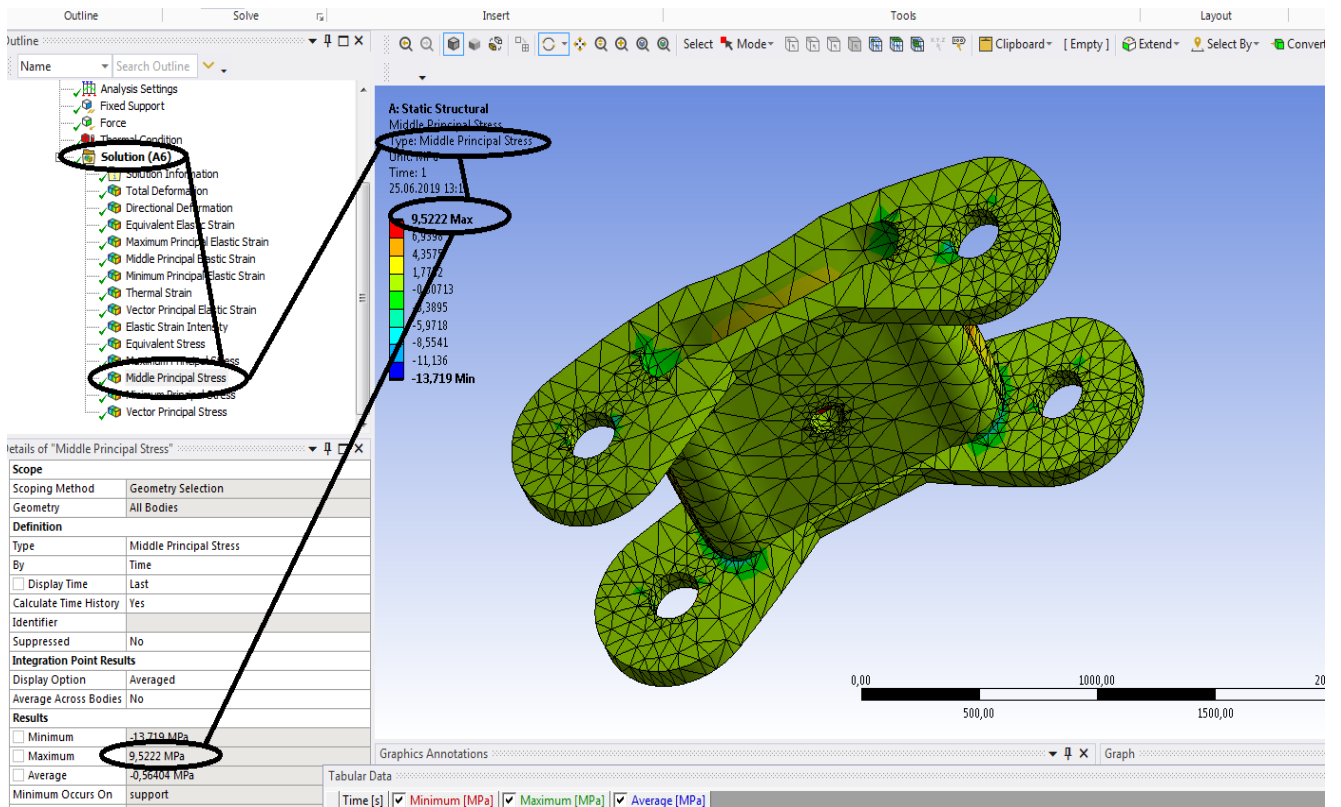 Outline Solve Insert Tools Layout
Outline
Name Search Outline
Select Mode Clipboard [ Empty ] Extend Select By Convert
Analysis Settings
Fixed Support
Force
Thermal Condition
Solution (A6)
Solution Information
Total Deformation
Directional Deformation
Equivalent Elastic Strain
Maximum Principal Elastic Strain
Middle Principal Elastic Strain
Minimum Principal Elastic Strain
Thermal Strain
Vector Principal Elastic Strain
Elastic Strain Intensity
Equivalent Stress
Maximum Principal Stress
Middle Principal Stress
Minimum Principal Stress
Vector Principal Stress
A: Static Structural
Middle Principal Stress
Type: Middle Principal Stress
Unit: MPa
Time: 1
25.06.2019 13:1
9,5222 Max
6,9398
4,3575
-5,9718
-8,5541
-11,136
-13,719 Min
0,00 1000,00
500,00 1500,00
Details of "Middle Principal Stress"
Scope
Scoping Method Geometry Selection
Geometry All Bodies
Definition
Type Middle Principal Stress
By Time
Display Time Last
Calculate Time History Yes
Identifier
Suppressed No
Integration Point Results
Display Option Averaged
Average Across Bodies No
Results
Minimum -13,719 MPa
Maximum 9,5222 MPa
Average -0,56404 MPa
Minimum Occurs On support
Graphics Annotations Graph
Tabular Data
Time [s] Minimum [MPa] Maximum [MPa] Average [MPa]